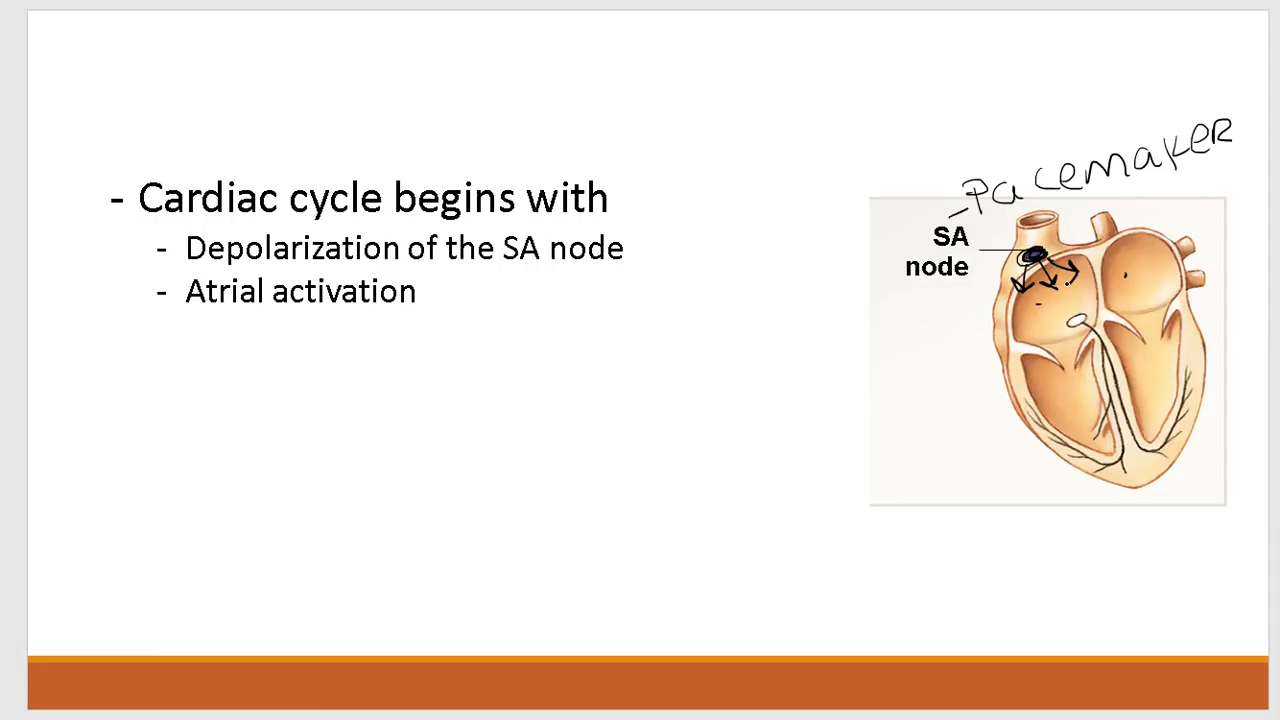 - Cardiac cycle begins with
- Depolarization of the SA node
- Atrial activation
- PacemakeR
SA
node